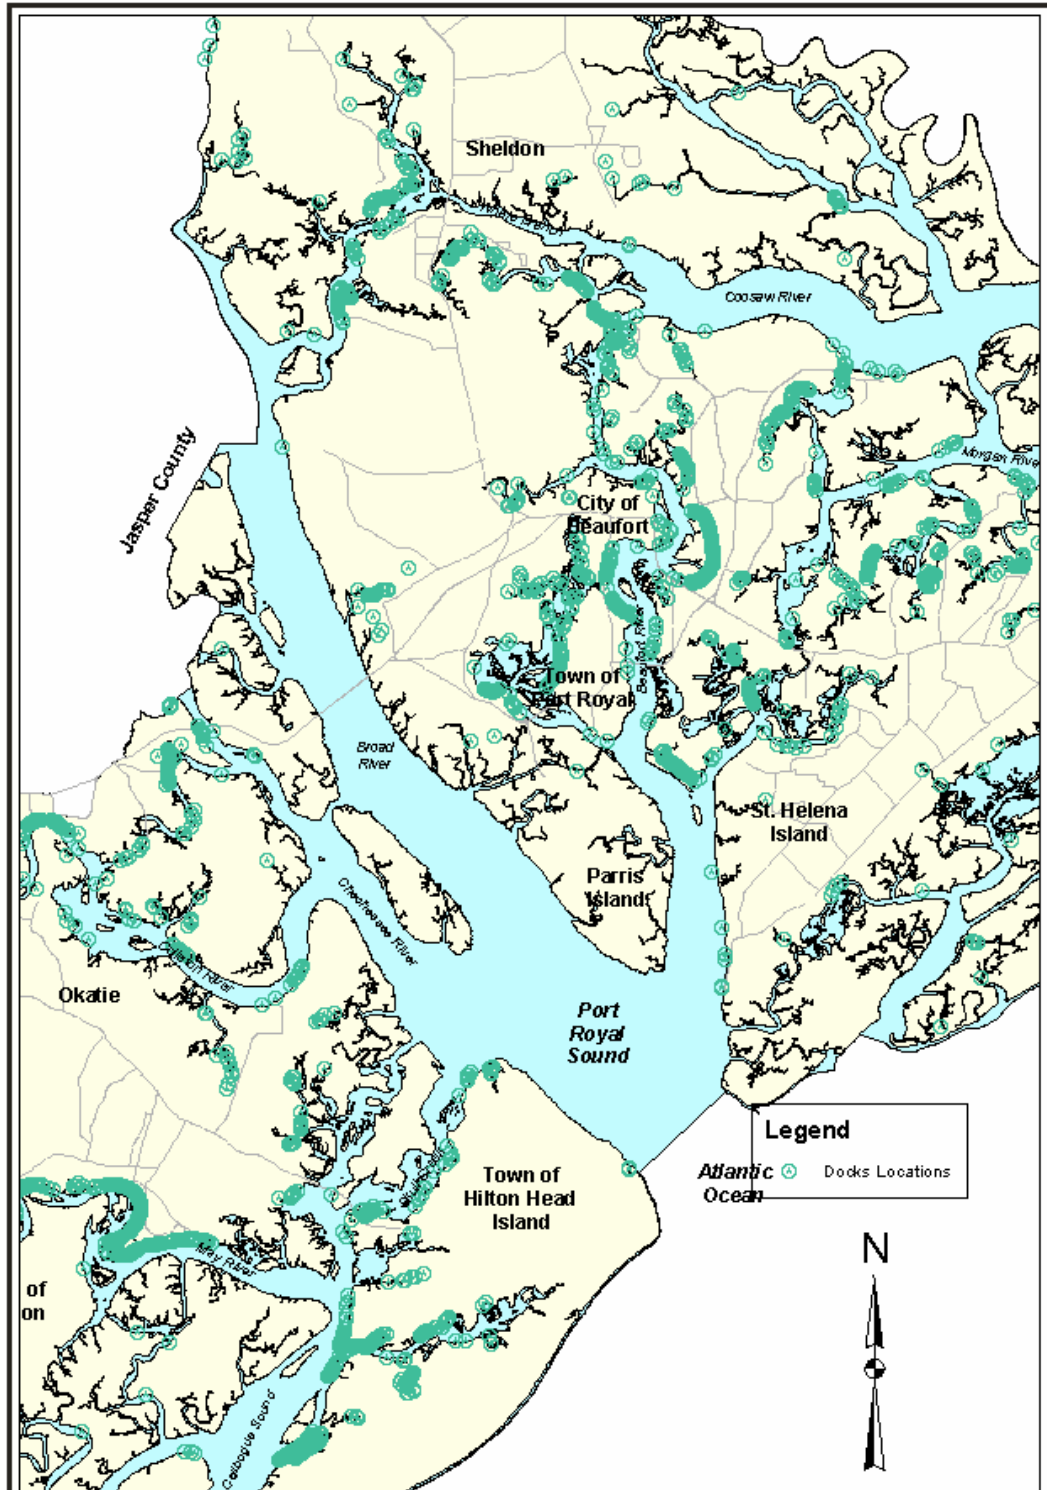 Sheldon
Coosaw River
Jasper County
Morgan River
City of
Beaufort
Beaufort River
Town of
Port Royal
Broad
River
St. Helena
Island
Parris
Island
Chechessee River
Okatie
Port
Royal
Sound
Legend
Docks Locations
Atlantic
Ocean
Town of
Hilton Head
Island
May River
of
on
Calibogue Sound
N